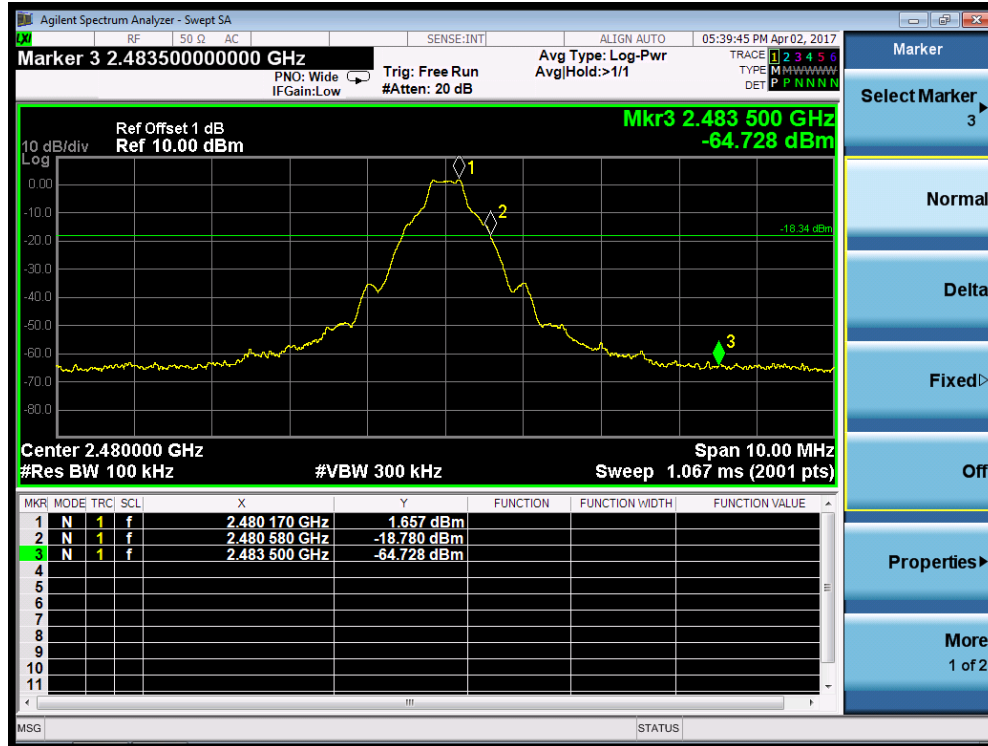 Agilent Spectrum Analyzer - Swept SA
LXI RF 50 Ω AC SENSE:INT ALIGN AUTO 05:39:45 PM Apr 02, 2017
Marker 3 2.483500000000 GHz
PNO: Wide
IFGain:Low
Trig: Free Run
#Atten: 20 dB
Avg Type: Log-Pwr
Avg|Hold:>1/1
TRACE 1 2 3 4 5 6
TYPE M M W W W W W
DET P P N N N N
Mkr3 2.483 500 GHz
-64.728 dBm
Ref Offset 1 dB
10 dB/div Ref 10.00 dBm
Log
1
0.00
2
-10.0
-18.34 dBm
-20.0
-30.0
-40.0
-50.0
3
-60.0
-70.0
-80.0
Center 2.480000 GHz Span 10.00 MHz
#Res BW 100 kHz #VBW 300 kHz Sweep 1.067 ms (2001 pts)
MKR MODE TRC SCL X Y FUNCTION FUNCTION WIDTH FUNCTION VALUE
1 N 1 f 2.480 170 GHz 1.657 dBm
2 N 1 f 2.480 580 GHz -18.780 dBm
3 N 1 f 2.483 500 GHz -64.728 dBm
4
5
6
7
8
9
10
11
MSG STATUS
Marker
Select Marker
3
Normal
Delta
Fixed
Off
Properties
More
1 of 2